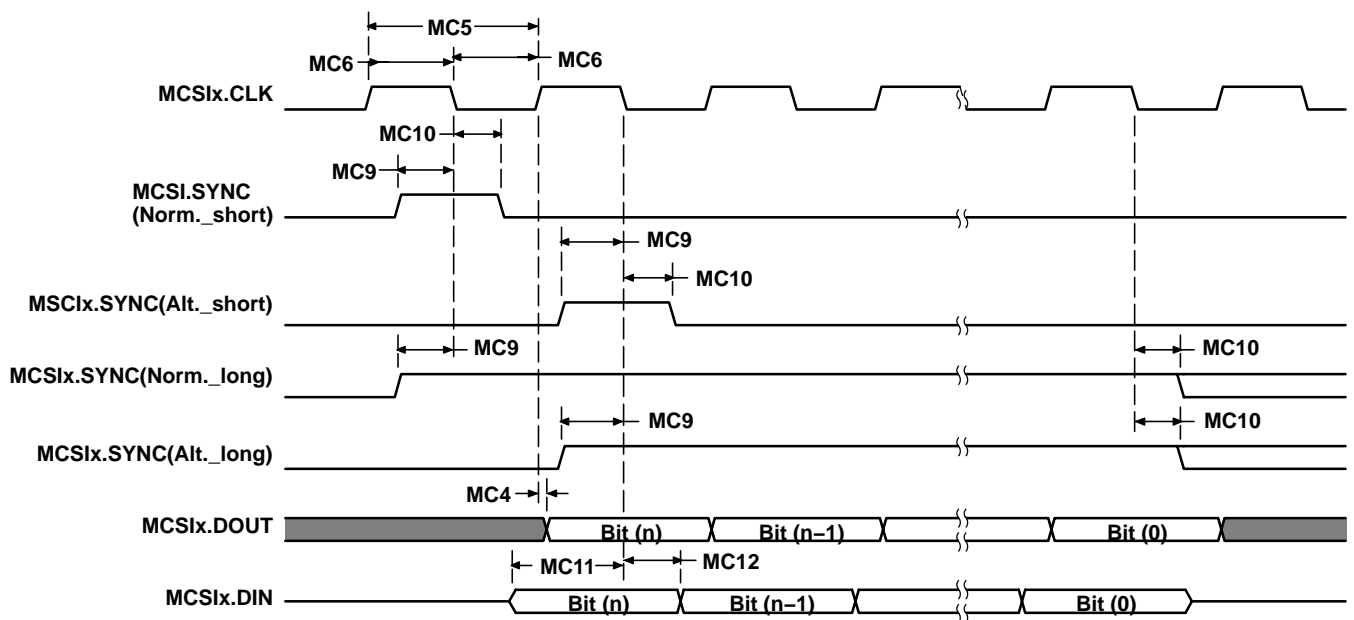 MC5
MC6
MC6
MCSIx.CLK
MC10
MC9
MCSI.SYNC
(Norm._short)
MC9
MC10
MSCIx.SYNC(Alt._short)
MC9
MC10
MCSIx.SYNC(Norm._long)
MC9
MC10
MCSIx.SYNC(Alt._long)
MC4
MCSIx.DOUT
Bit (n)
Bit (n−1)
Bit (0)
MC11
MC12
MCSIx.DIN
Bit (n)
Bit (n−1)
Bit (0)